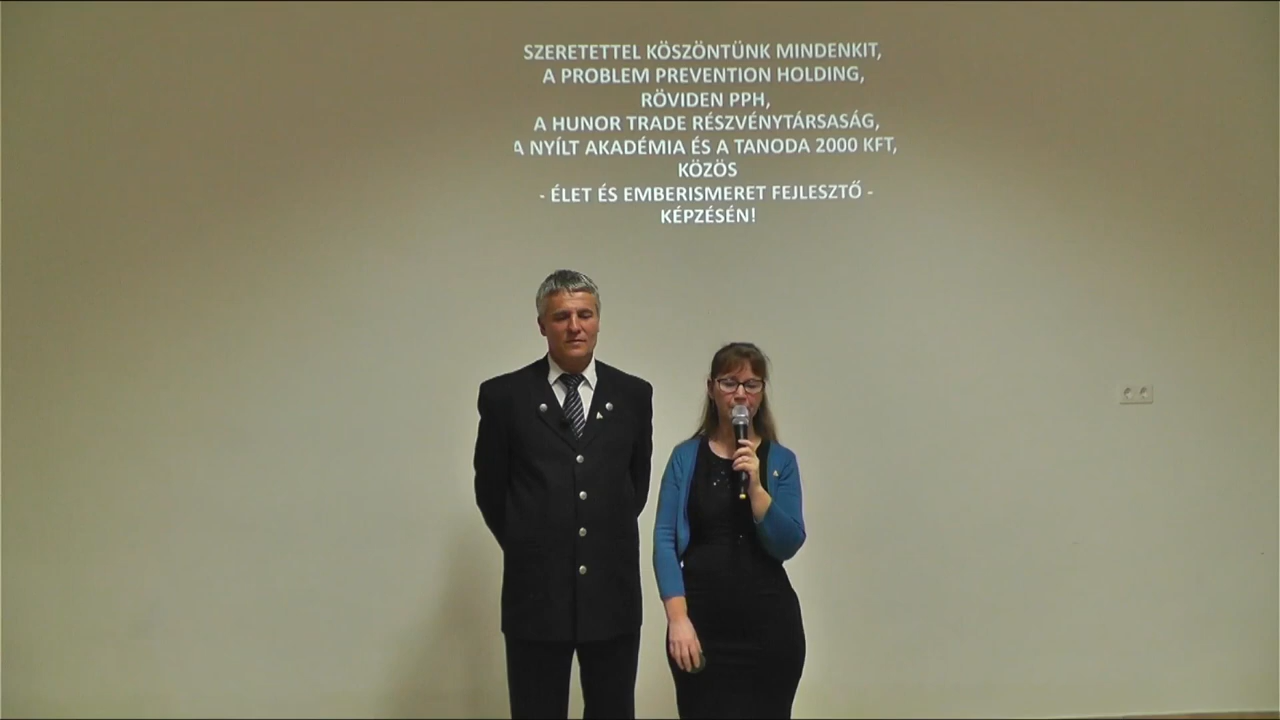 SZERETETTEL KÖSZÖNTÜNK MINDENKIT,
A PROBLEM PREVENTION HOLDING,
RÖVIDEN PPH,
A HUNOR TRADE RÉSZVÉNYTÁRSASÁG,
A NYÍLT AKADÉMIA ÉS A TANODA 2000 KFT,
KÖZÖS
- ÉLET ÉS EMBERISMERET FEJLESZTŐ -
KÉPZÉSÉN!